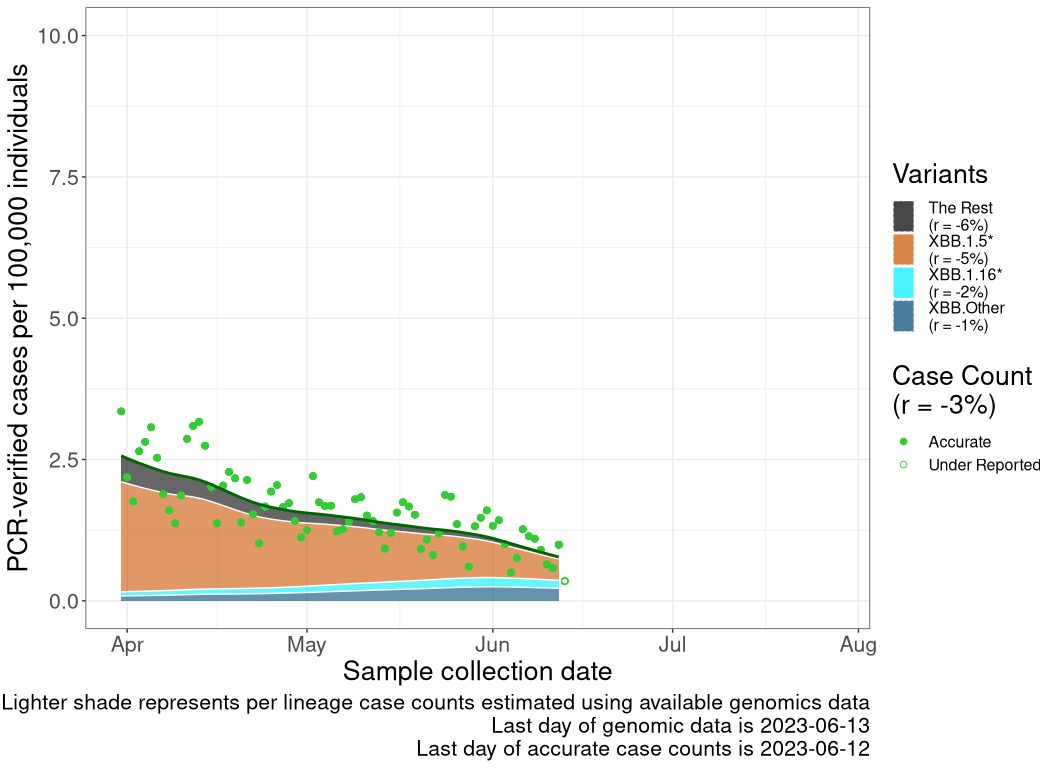 PCR-verified cases per 100,000 individuals
10.0
7.5
5.0
2.5
0.0
Apr
May
Jun
Jul
Aug
Sample collection date
Variants
The Rest
(r = -6%)
XBB.1.5*
(r = -5%)
XBB.1.16*
(r = -2%)
XBB.Other
(r = -1%)
Case Count
(r = -3%)
Accurate
Under Reported
Lighter shade represents per lineage case counts estimated using available genomics data
Last day of genomic data is 2023-06-13
Last day of accurate case counts is 2023-06-12